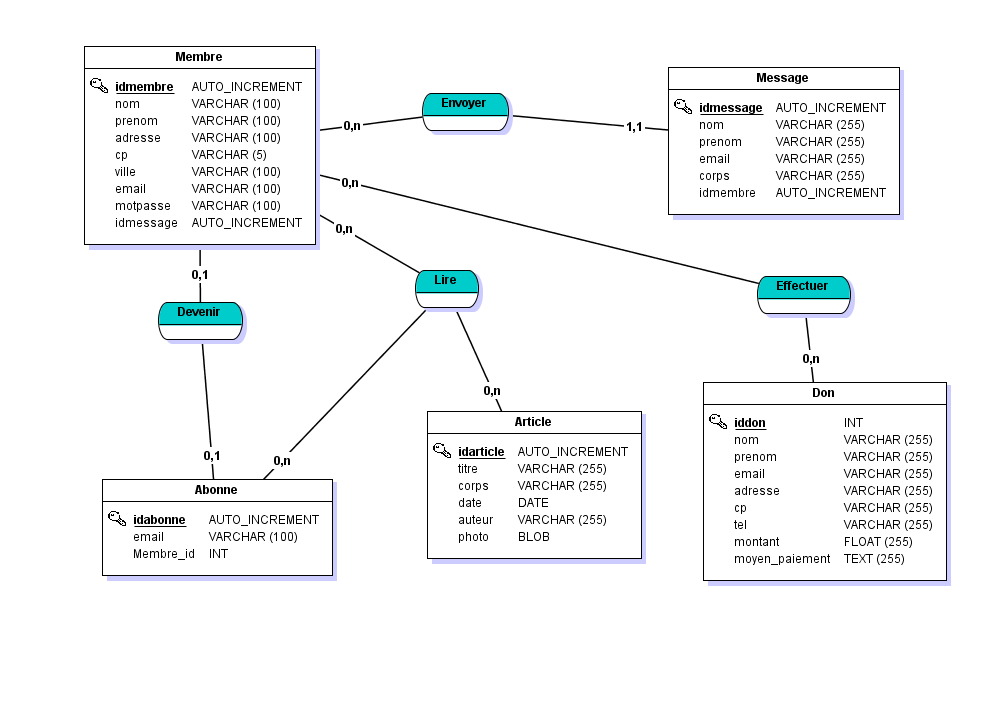 Membre
idmembre AUTO_INCREMENT
nom VARCHAR (100)
prenom VARCHAR (100)
adresse VARCHAR (100)
cp VARCHAR (5)
ville VARCHAR (100)
email VARCHAR (100)
motpasse VARCHAR (100)
idmessage AUTO_INCREMENT
0,n
Envoyer
1,1
Message
idmessage AUTO_INCREMENT
nom VARCHAR (255)
prenom VARCHAR (255)
email VARCHAR (255)
corps VARCHAR (255)
idmembre AUTO_INCREMENT
0,n
0,n
0,1
Devenir
Lire
Effectuer
0,n
0,n
0,1
0,n
Abonne
idabonne AUTO_INCREMENT
email VARCHAR (100)
Membre_id INT
Article
idarticle AUTO_INCREMENT
titre VARCHAR (255)
corps VARCHAR (255)
date DATE
auteur VARCHAR (255)
photo BLOB
Don
iddon INT
nom VARCHAR (255)
prenom VARCHAR (255)
email VARCHAR (255)
adresse VARCHAR (255)
cp VARCHAR (255)
tel VARCHAR (255)
montant FLOAT (255)
moyen_paiement TEXT (255)